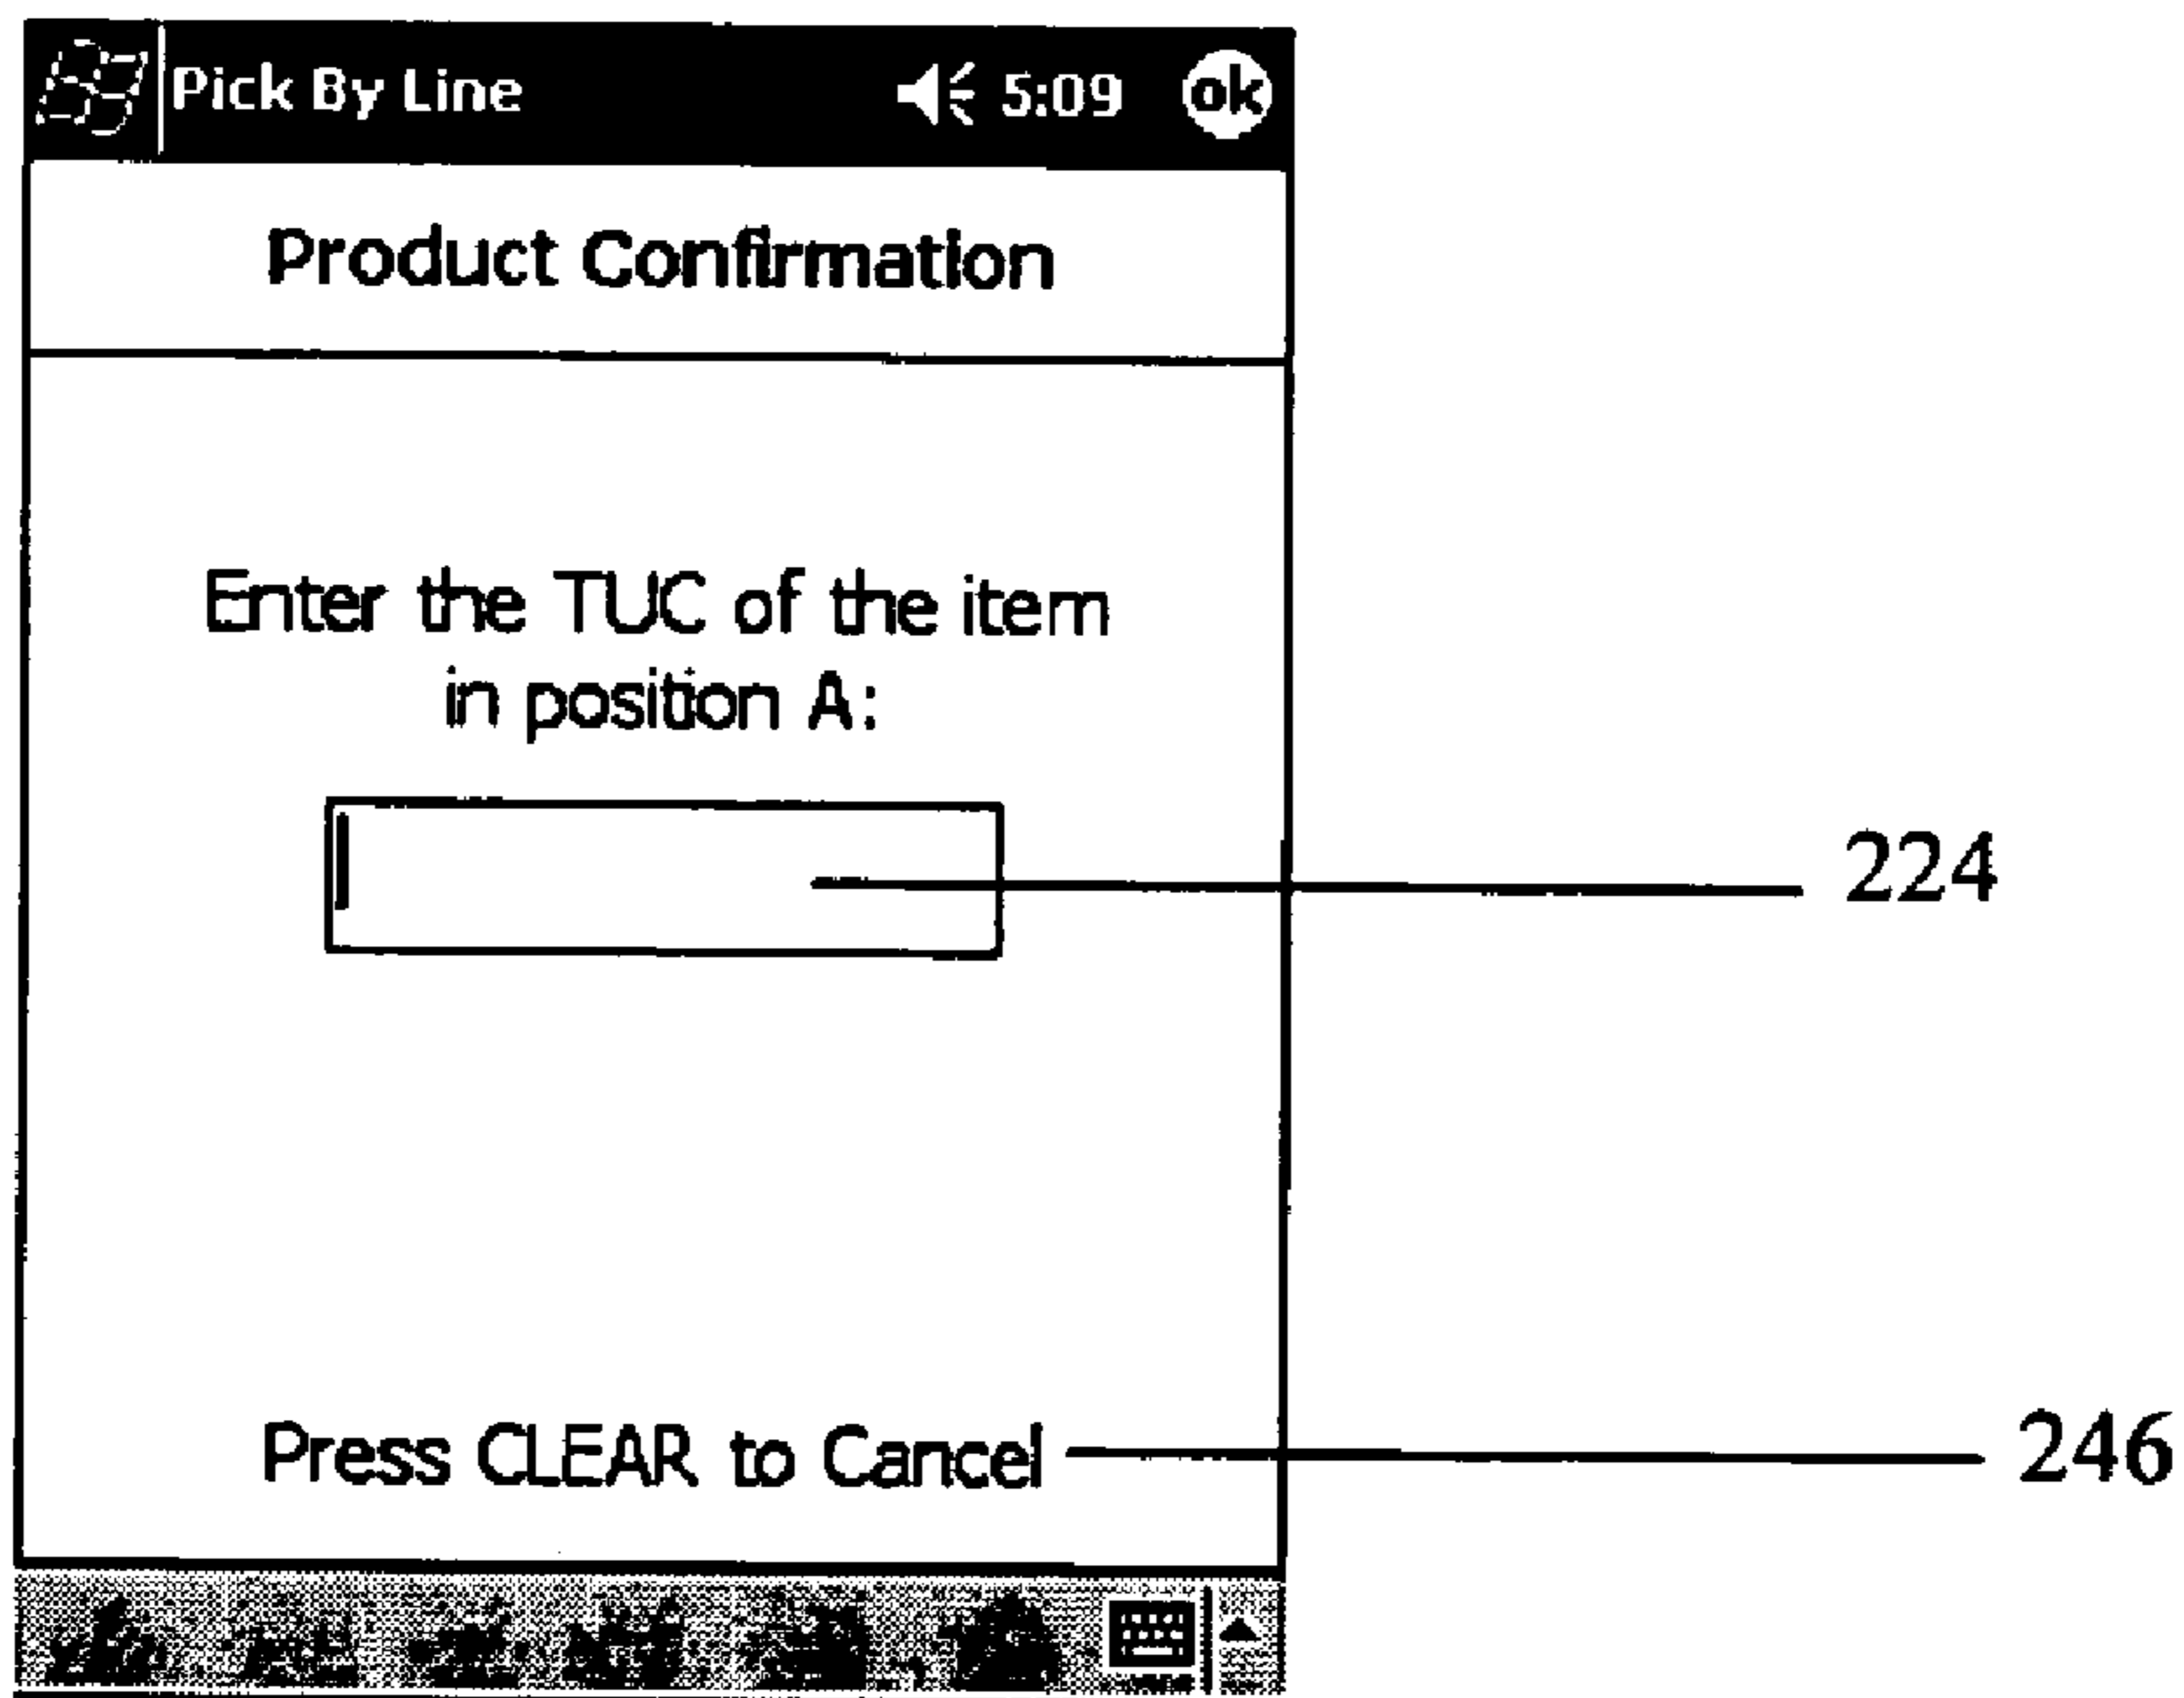 Pick By Line 5:09 ok
Product Confirmation
Enter the TUC of the item
in position A:
224
Press CLEAR to Cancel
246